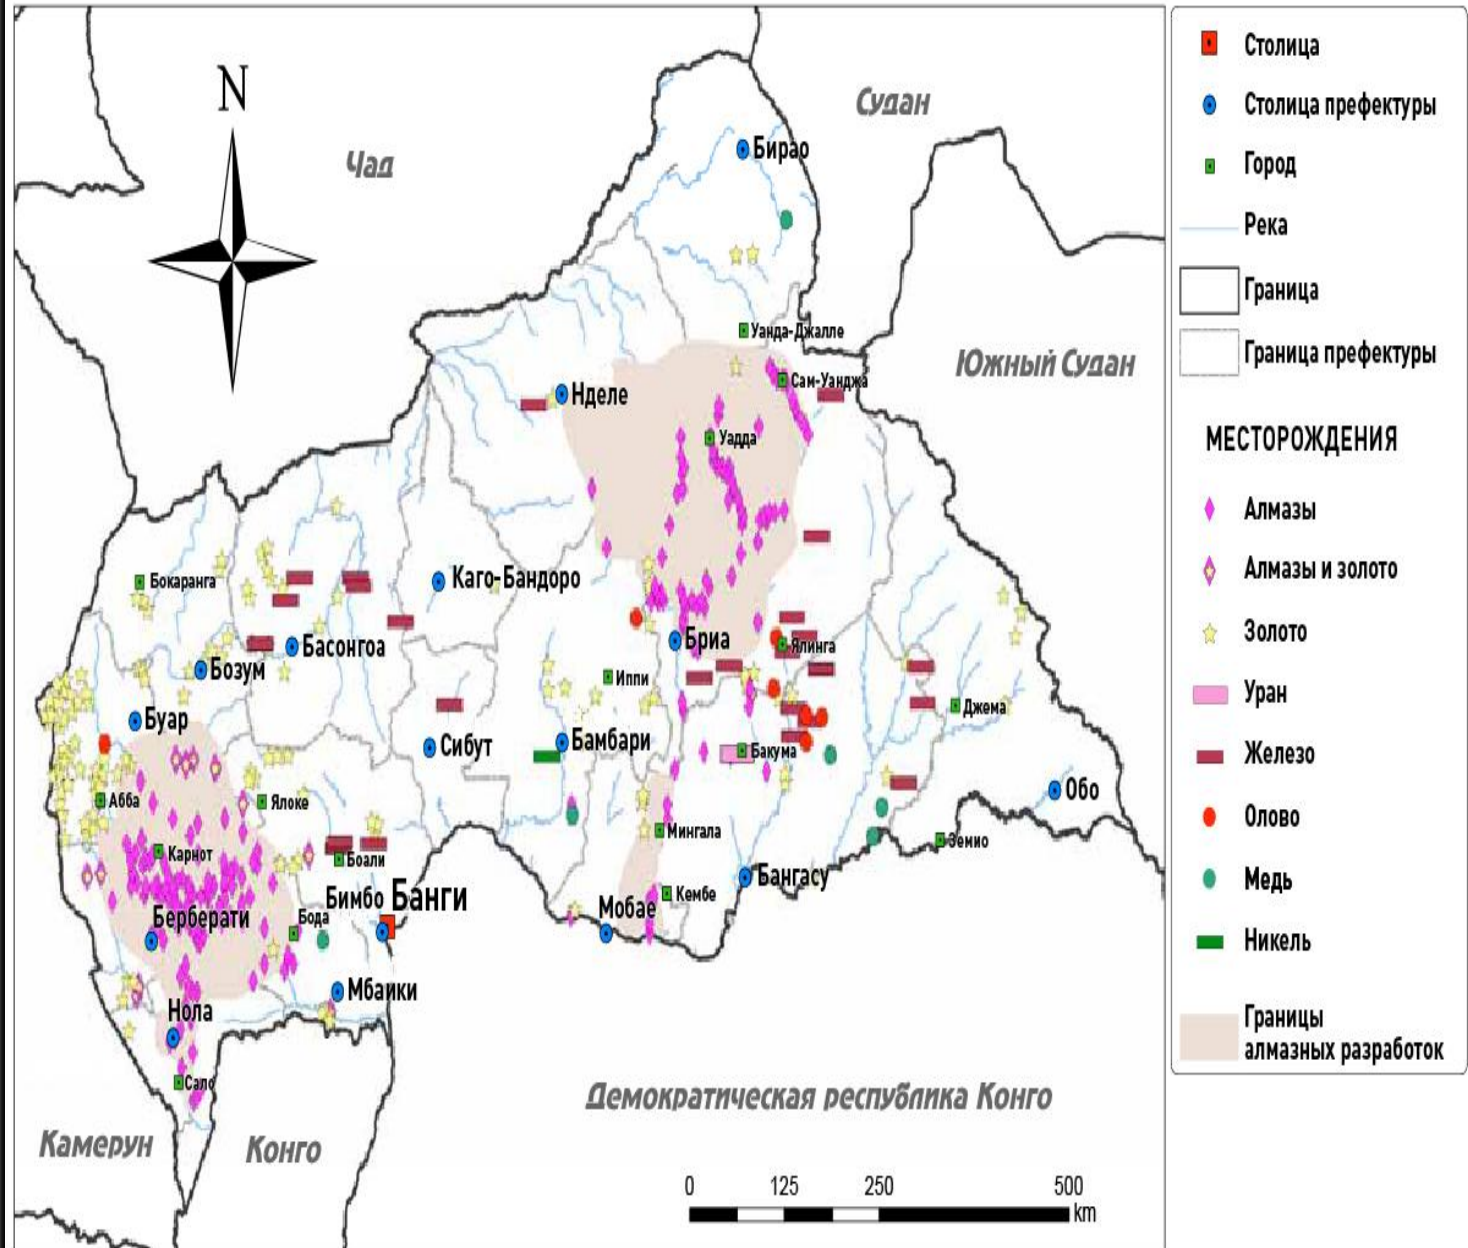 N
Чад
Судан
Южный Судан
Бирао
Уанда-Джалле
Сам-Уанджа
Нделе
Уадда
Бокаранга
Каго-Бандоро
Басонгоа
Бозум
Бриа
Ялинга
Иппи
Буар
Сибут
Бамбари
Бакума
Джема
Обо
Абба
Ялоке
Мингала
Земио
Карнот
Боали
Бангасу
Кембе
Бимбо
Банги
Мобае
Берберати
Бода
Мбаики
Нола
Сало
Камерун
Конго
Демократическая республика Конго
0 125 250 500
km
Столица
Столица префектуры
Город
Река
Граница
Граница префектуры
МЕСТОРОЖДЕНИЯ
Алмазы
Алмазы и золото
Золото
Уран
Железо
Олово
Медь
Никель
Границы
алмазных разработок